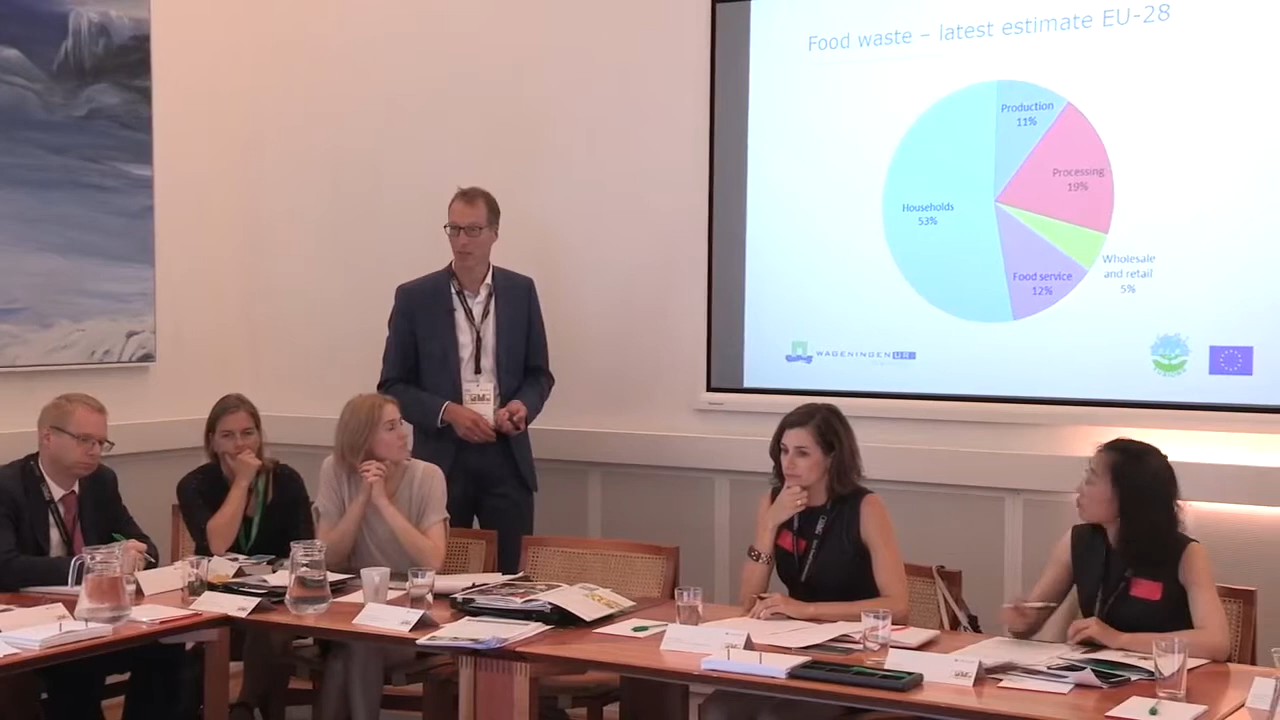 Food waste – latest estimate EU-28
Production
11%
Processing
19%
Households
53%
Wholesale
and retail
5%
Food service
12%
WAGENINGEN UR